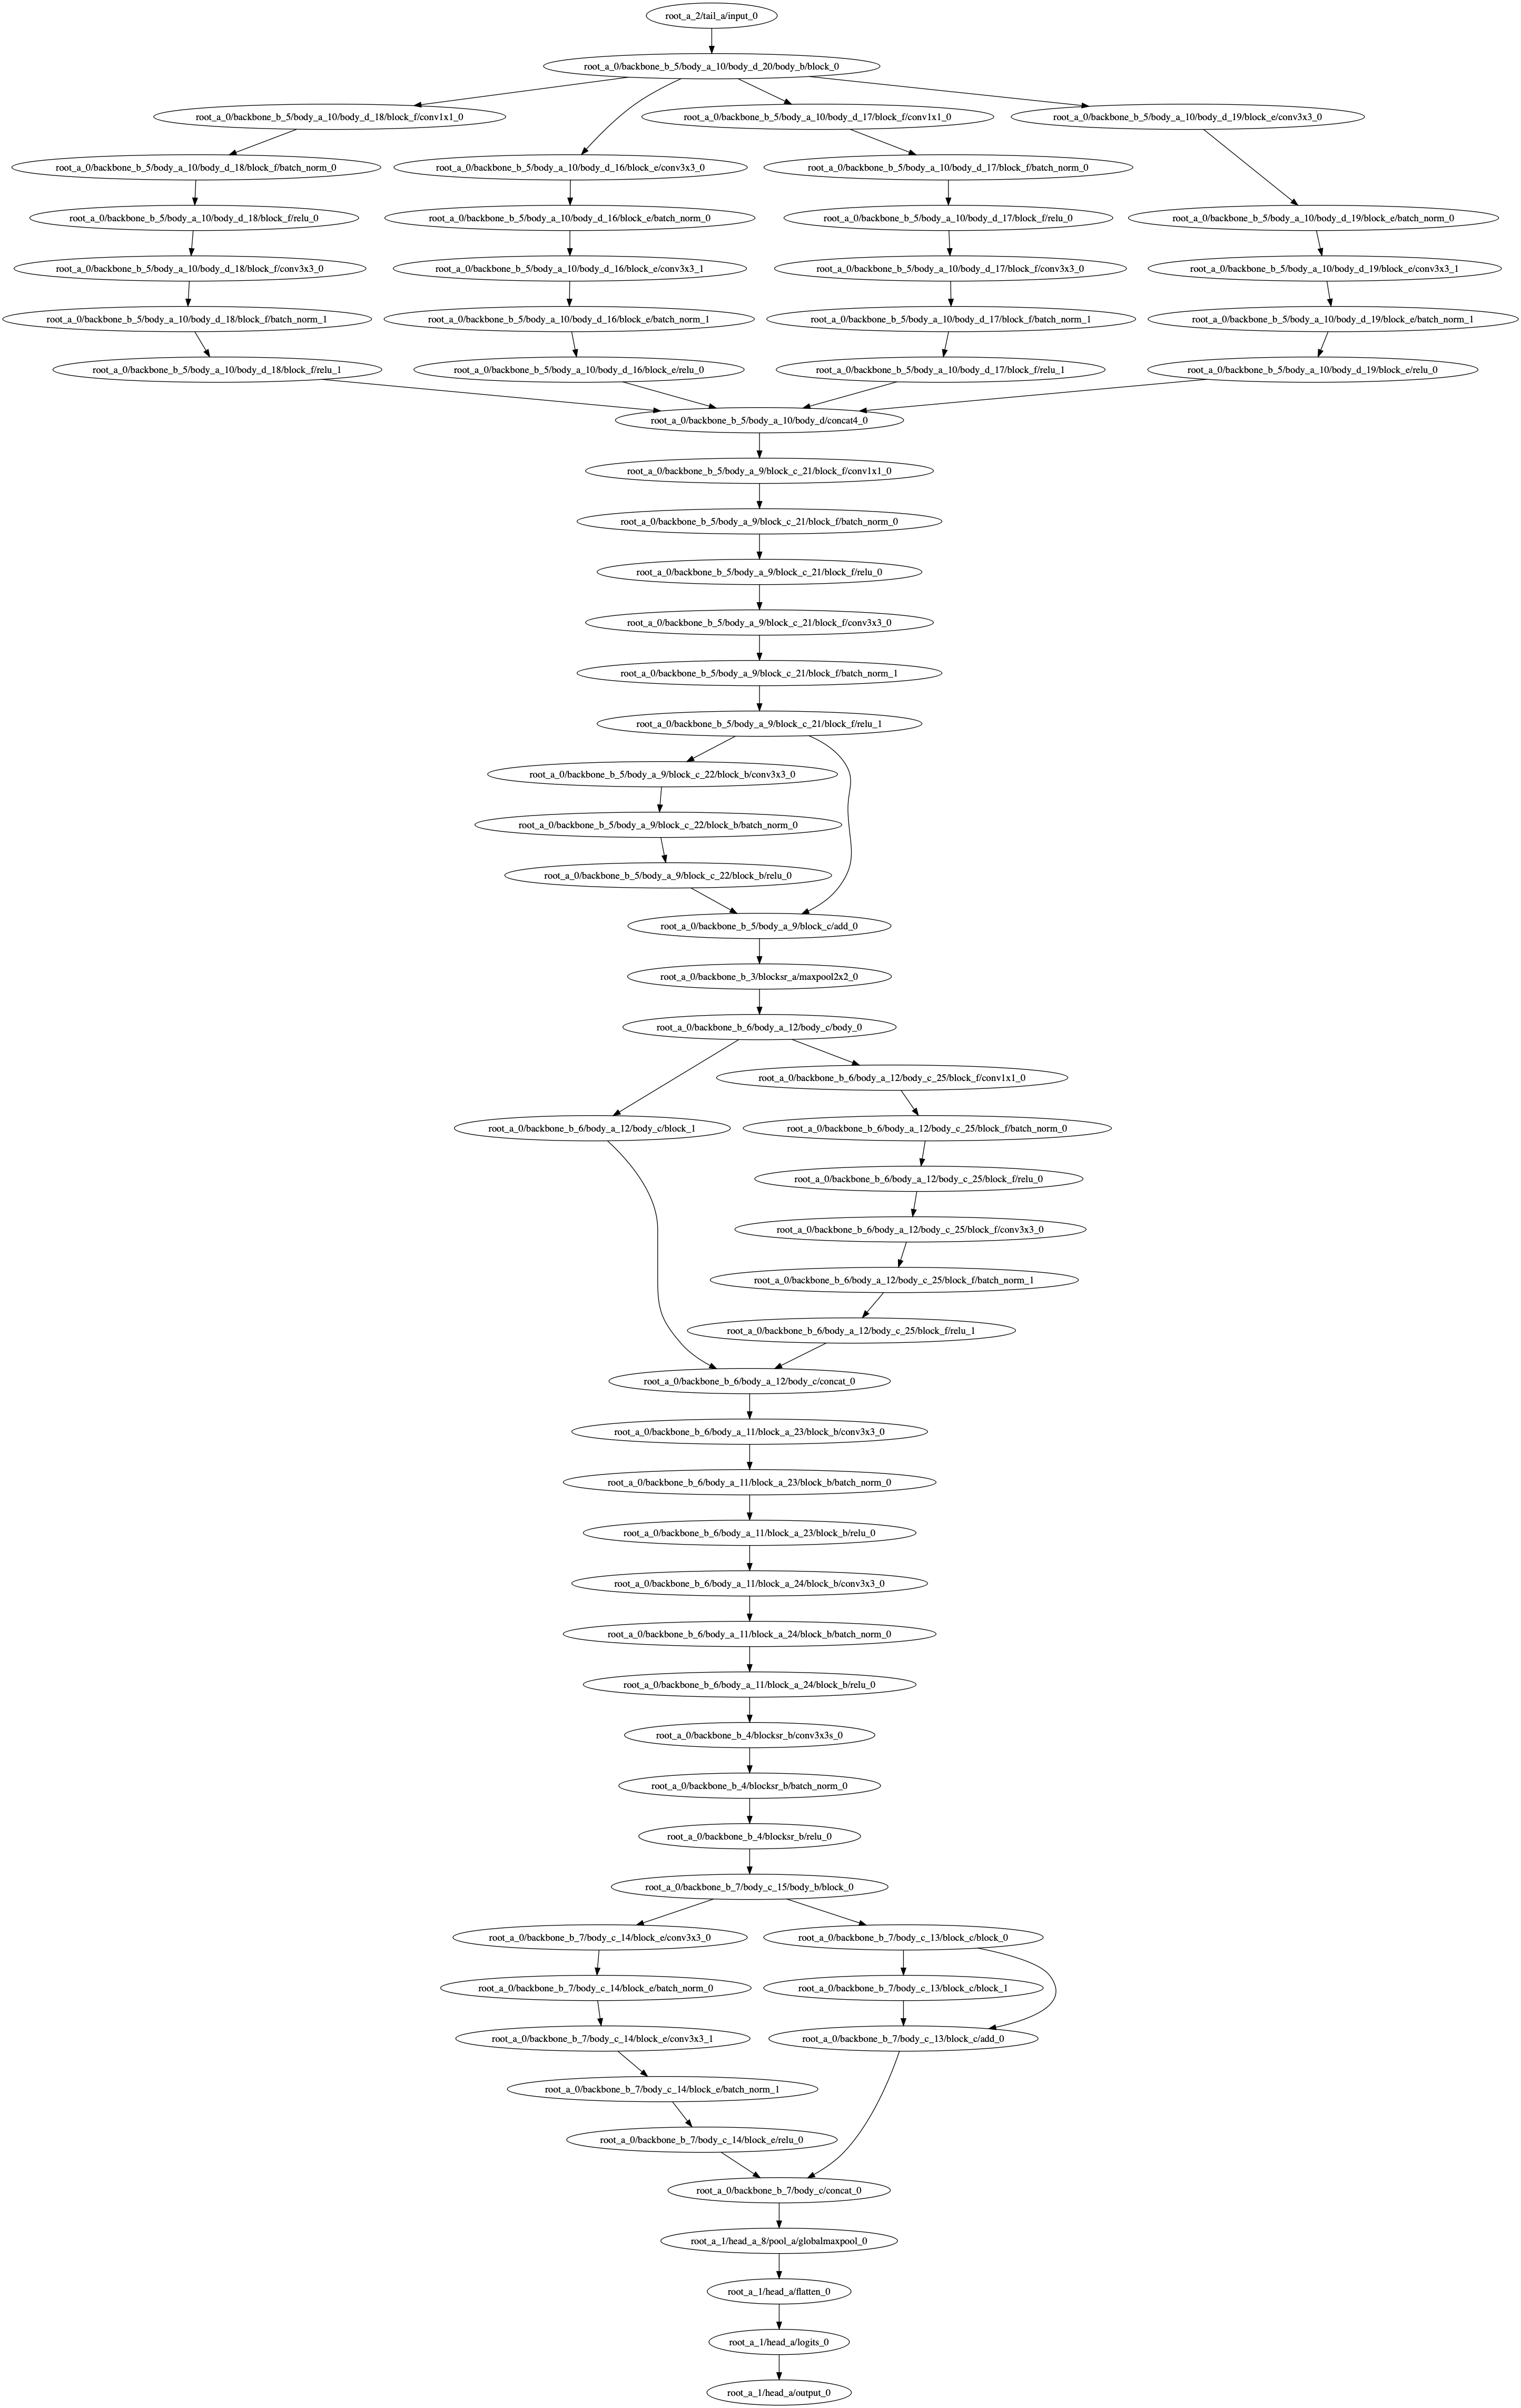 root_a_2/tail_a/input_0
root_a_0/backbone_b_5/body_a_10/body_d_20/body_b/block_0
root_a_0/backbone_b_5/body_a_10/body_d_18/block_f/conv1x1_0
root_a_0/backbone_b_5/body_a_10/body_d_17/block_f/conv1x1_0
root_a_0/backbone_b_5/body_a_10/body_d_19/block_e/conv3x3_0
root_a_0/backbone_b_5/body_a_10/body_d_18/block_f/batch_norm_0
root_a_0/backbone_b_5/body_a_10/body_d_16/block_e/conv3x3_0
root_a_0/backbone_b_5/body_a_10/body_d_17/block_f/batch_norm_0
root_a_0/backbone_b_5/body_a_10/body_d_18/block_f/relu_0
root_a_0/backbone_b_5/body_a_10/body_d_16/block_e/batch_norm_0
root_a_0/backbone_b_5/body_a_10/body_d_17/block_f/relu_0
root_a_0/backbone_b_5/body_a_10/body_d_19/block_e/batch_norm_0
root_a_0/backbone_b_5/body_a_10/body_d_18/block_f/conv3x3_0
root_a_0/backbone_b_5/body_a_10/body_d_16/block_e/conv3x3_1
root_a_0/backbone_b_5/body_a_10/body_d_17/block_f/conv3x3_0
root_a_0/backbone_b_5/body_a_10/body_d_19/block_e/conv3x3_1
root_a_0/backbone_b_5/body_a_10/body_d_18/block_f/batch_norm_1
root_a_0/backbone_b_5/body_a_10/body_d_16/block_e/batch_norm_1
root_a_0/backbone_b_5/body_a_10/body_d_17/block_f/batch_norm_1
root_a_0/backbone_b_5/body_a_10/body_d_19/block_e/batch_norm_1
root_a_0/backbone_b_5/body_a_10/body_d_18/block_f/relu_1
root_a_0/backbone_b_5/body_a_10/body_d_16/block_e/relu_0
root_a_0/backbone_b_5/body_a_10/body_d_17/block_f/relu_1
root_a_0/backbone_b_5/body_a_10/body_d_19/block_e/relu_0
root_a_0/backbone_b_5/body_a_10/body_d/concat4_0
root_a_0/backbone_b_5/body_a_9/block_c_21/block_f/conv1x1_0
root_a_0/backbone_b_5/body_a_9/block_c_21/block_f/batch_norm_0
root_a_0/backbone_b_5/body_a_9/block_c_21/block_f/relu_0
root_a_0/backbone_b_5/body_a_9/block_c_21/block_f/conv3x3_0
root_a_0/backbone_b_5/body_a_9/block_c_21/block_f/batch_norm_1
root_a_0/backbone_b_5/body_a_9/block_c_21/block_f/relu_1
root_a_0/backbone_b_5/body_a_9/block_c_22/block_b/conv3x3_0
root_a_0/backbone_b_5/body_a_9/block_c_22/block_b/batch_norm_0
root_a_0/backbone_b_5/body_a_9/block_c_22/block_b/relu_0
root_a_0/backbone_b_5/body_a_9/block_c/add_0
root_a_0/backbone_b_3/blocksr_a/maxpool2x2_0
root_a_0/backbone_b_6/body_a_12/body_c/body_0
root_a_0/backbone_b_6/body_a_12/body_c_25/block_f/conv1x1_0
root_a_0/backbone_b_6/body_a_12/body_c/block_1
root_a_0/backbone_b_6/body_a_12/body_c_25/block_f/batch_norm_0
root_a_0/backbone_b_6/body_a_12/body_c_25/block_f/relu_0
root_a_0/backbone_b_6/body_a_12/body_c_25/block_f/conv3x3_0
root_a_0/backbone_b_6/body_a_12/body_c_25/block_f/batch_norm_1
root_a_0/backbone_b_6/body_a_12/body_c_25/block_f/relu_1
root_a_0/backbone_b_6/body_a_12/body_c/concat_0
root_a_0/backbone_b_6/body_a_11/block_a_23/block_b/conv3x3_0
root_a_0/backbone_b_6/body_a_11/block_a_23/block_b/batch_norm_0
root_a_0/backbone_b_6/body_a_11/block_a_23/block_b/relu_0
root_a_0/backbone_b_6/body_a_11/block_a_24/block_b/conv3x3_0
root_a_0/backbone_b_6/body_a_11/block_a_24/block_b/batch_norm_0
root_a_0/backbone_b_6/body_a_11/block_a_24/block_b/relu_0
root_a_0/backbone_b_4/blocksr_b/conv3x3s_0
root_a_0/backbone_b_4/blocksr_b/batch_norm_0
root_a_0/backbone_b_4/blocksr_b/relu_0
root_a_0/backbone_b_7/body_c_15/body_b/block_0
root_a_0/backbone_b_7/body_c_14/block_e/conv3x3_0
root_a_0/backbone_b_7/body_c_13/block_c/block_0
root_a_0/backbone_b_7/body_c_14/block_e/batch_norm_0
root_a_0/backbone_b_7/body_c_13/block_c/block_1
root_a_0/backbone_b_7/body_c_14/block_e/conv3x3_1
root_a_0/backbone_b_7/body_c_13/block_c/add_0
root_a_0/backbone_b_7/body_c_14/block_e/batch_norm_1
root_a_0/backbone_b_7/body_c_14/block_e/relu_0
root_a_0/backbone_b_7/body_c/concat_0
root_a_1/head_a_8/pool_a/globalmaxpool_0
root_a_1/head_a/flatten_0
root_a_1/head_a/logits_0
root_a_1/head_a/output_0